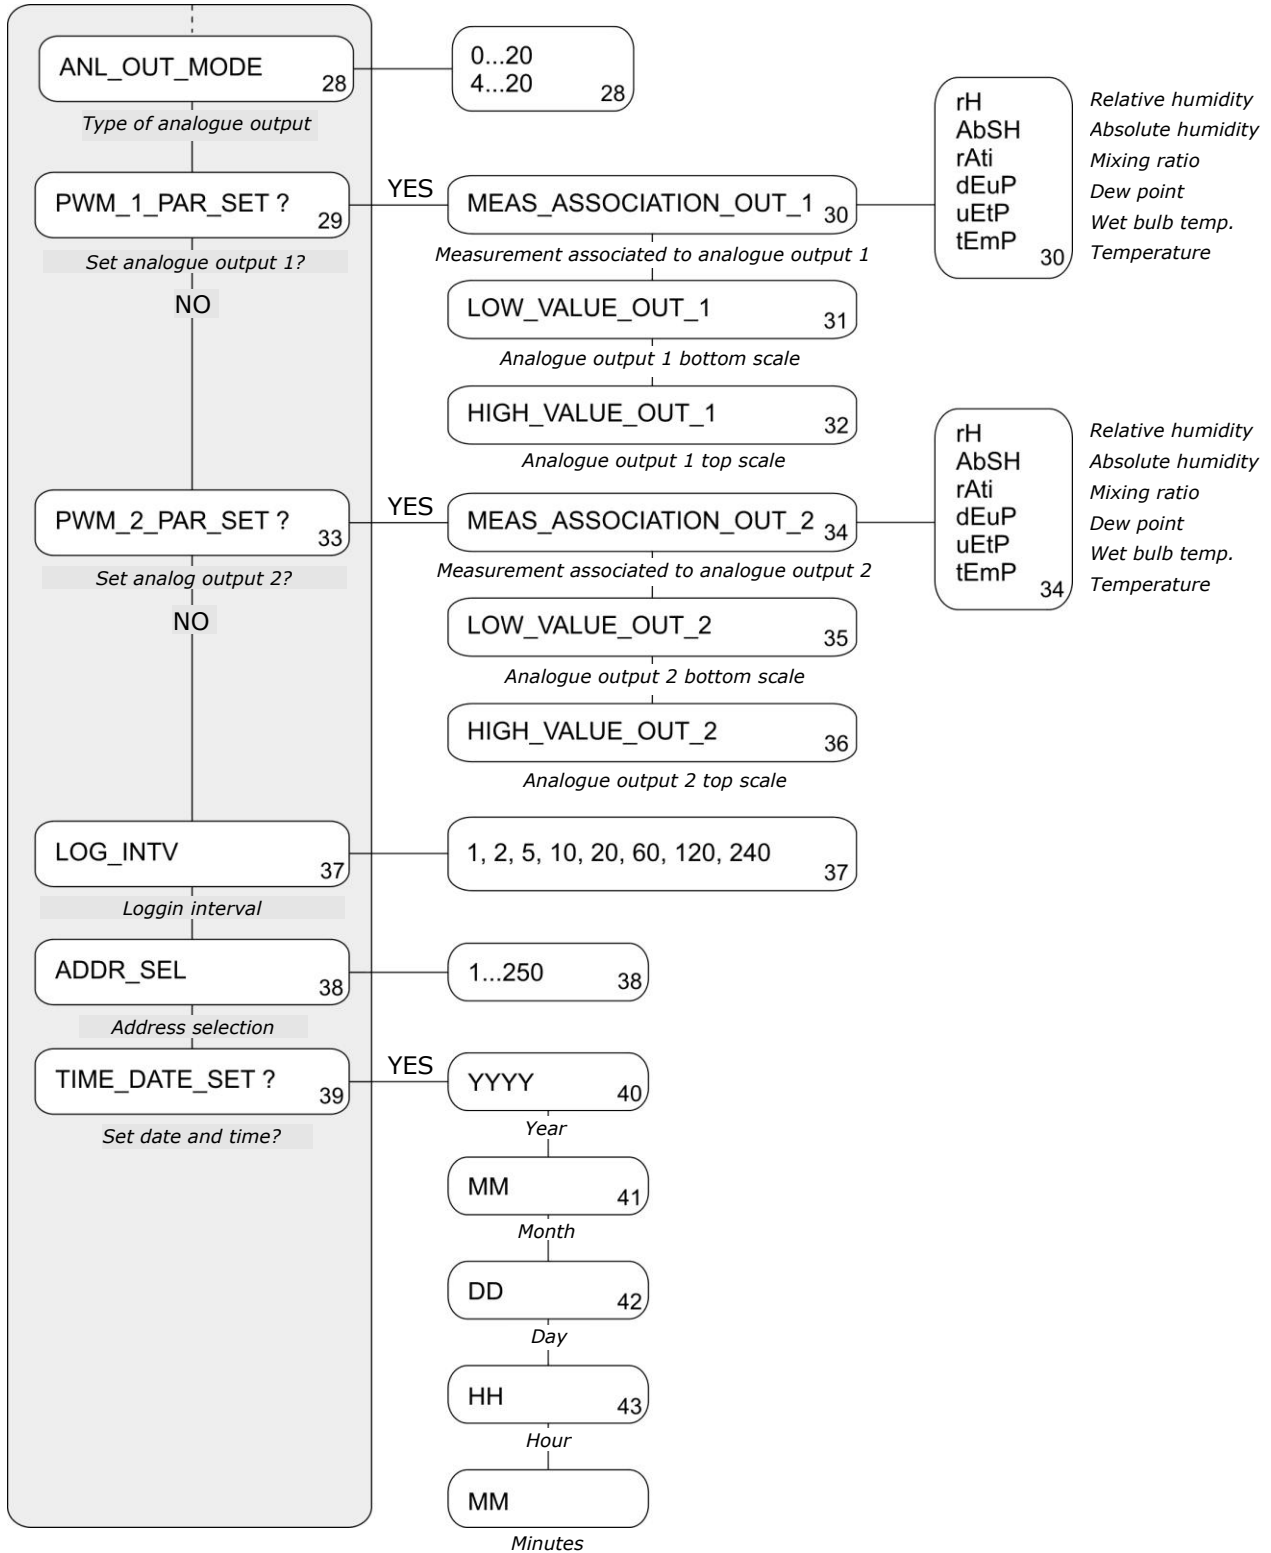 ANL_OUT_MODE 28
Type of analogue output
0...20
4...20 28
PWM_1_PAR_SET ? 29
Set analogue output 1?
YES
NO
MEAS_ASSOCIATION_OUT_1 30
Measurement associated to analogue output 1
rH Relative humidity
AbSH Absolute humidity
rAti Mixing ratio
dEuP Dew point
uEtP Wet bulb temp.
tEmP Temperature
30
LOW_VALUE_OUT_1 31
Analogue output 1 bottom scale
HIGH_VALUE_OUT_1 32
Analogue output 1 top scale
PWM_2_PAR_SET ? 33
Set analog output 2?
YES
NO
MEAS_ASSOCIATION_OUT_2 34
Measurement associated to analogue output 2
rH Relative humidity
AbSH Absolute humidity
rAti Mixing ratio
dEuP Dew point
uEtP Wet bulb temp.
tEmP Temperature
34
LOW_VALUE_OUT_2 35
Analogue output 2 bottom scale
HIGH_VALUE_OUT_2 36
Analogue output 2 top scale
LOG_INTV 37
Loggin interval
1, 2, 5, 10, 20, 60, 120, 240 37
ADDR_SEL 38
Address selection
1...250 38
TIME_DATE_SET ? 39
Set date and time?
YES
YYYY 40
Year
MM 41
Month
DD 42
Day
HH 43
Hour
MM
Minutes